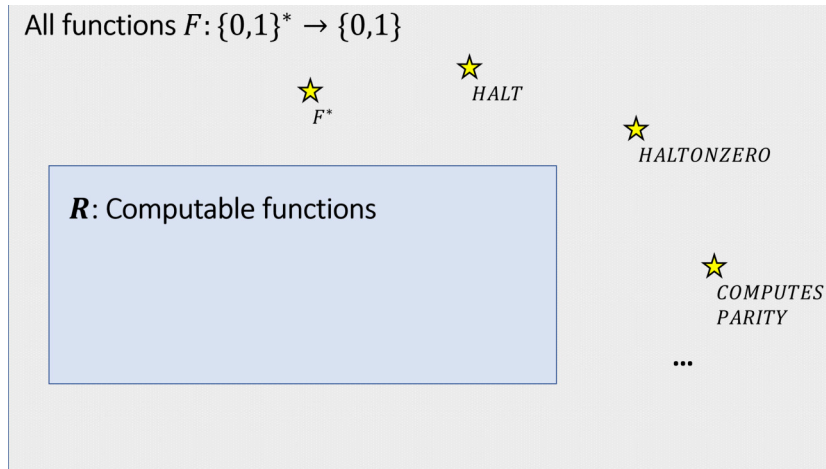 All functions F: {0,1}* → {0,1}
F*
HALT
HALTONZERO
R: Computable functions
COMPUTES
PARITY
...